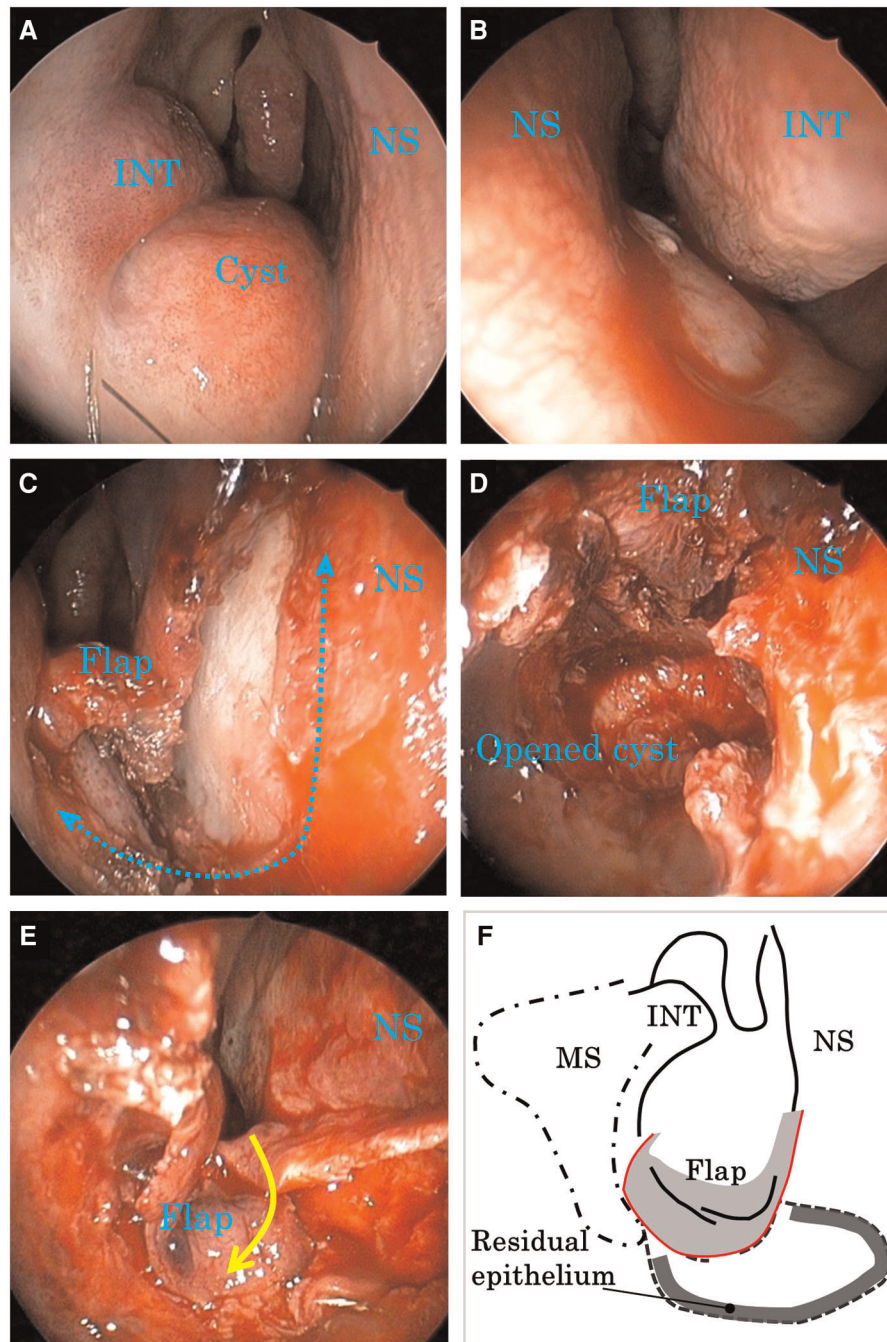 A
INT
NS
Cyst
B
NS
INT
C
NS
Flap
D
Flap
NS
Opened cyst
E
NS
Flap
F
INT
MS
NS
Flap
Residual
epithelium